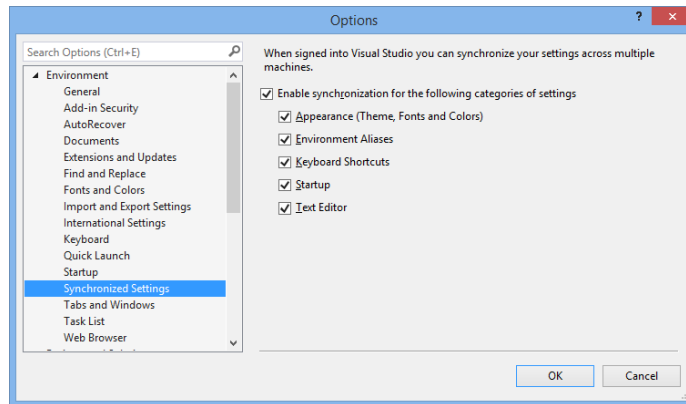 Options
?
×
Search Options (Ctrl+E)
Environment
General
Add-in Security
AutoRecover
Documents
Extensions and Updates
Find and Replace
Fonts and Colors
Import and Export Settings
International Settings
Keyboard
Quick Launch
Startup
Synchronized Settings
Tabs and Windows
Task List
Web Browser
When signed into Visual Studio you can synchronize your settings across multiple
machines.
Enable synchronization for the following categories of settings
Appearance (Theme, Fonts and Colors)
Environment Aliases
Keyboard Shortcuts
Startup
Text Editor
OK
Cancel